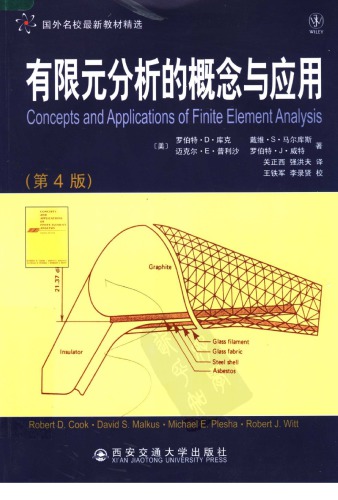 国外名校最新教材精选
WILEY
有限元分析的概念与应用
Concepts and Applications of Finite Element Analysis
〔美〕 罗伯特·D·库克 戴维·S·马尔库斯
迈克尔·E·普利沙 罗伯特·J·威特 著
关正西 强洪夫 译
王铁军 李录贤 校
(第4版)
Graphite
21.37 di
Insulator
Glass filament
Glass fabric
Steel shell
Asbestos
Robert D. Cook · David S. Malkus · Michael E. Plesha · Robert J. Witt
西安交通大学出版社
XI'AN JIAOTONG UNIVERSITY PRESS